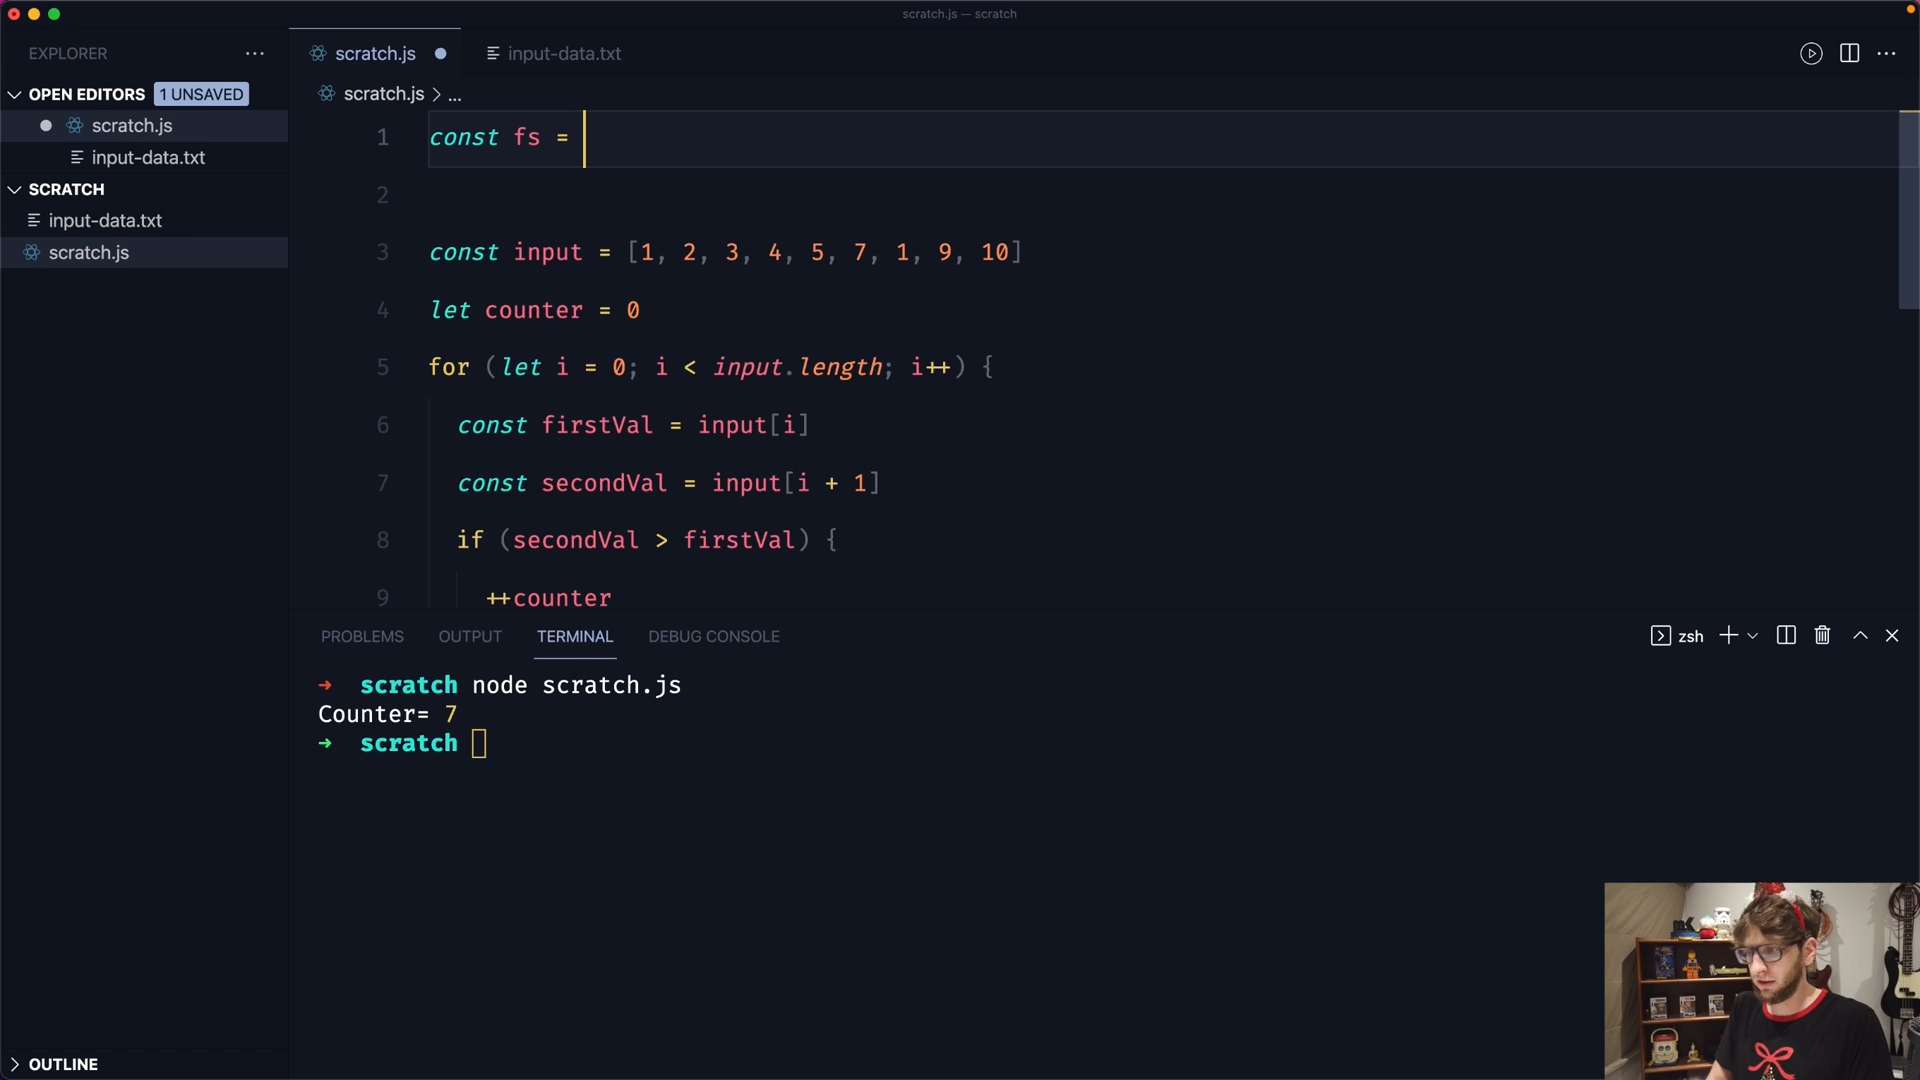 scratch.js — scratch
EXPLORER
OPEN EDITORS 1 UNSAVED
scratch.js
input-data.txt
SCRATCH
input-data.txt
scratch.js
OUTLINE
scratch.js input-data.txt
scratch.js > ...
1 const fs =
2
3 const input = [1, 2, 3, 4, 5, 7, 1, 9, 10]
4 let counter = 0
5 for (let i = 0; i < input.length; i++) {
6 const firstVal = input[i]
7 const secondVal = input[i + 1]
8 if (secondVal > firstVal) {
9 ++counter
PROBLEMS OUTPUT TERMINAL DEBUG CONSOLE zsh
→ scratch node scratch.js
Counter= 7
→ scratch